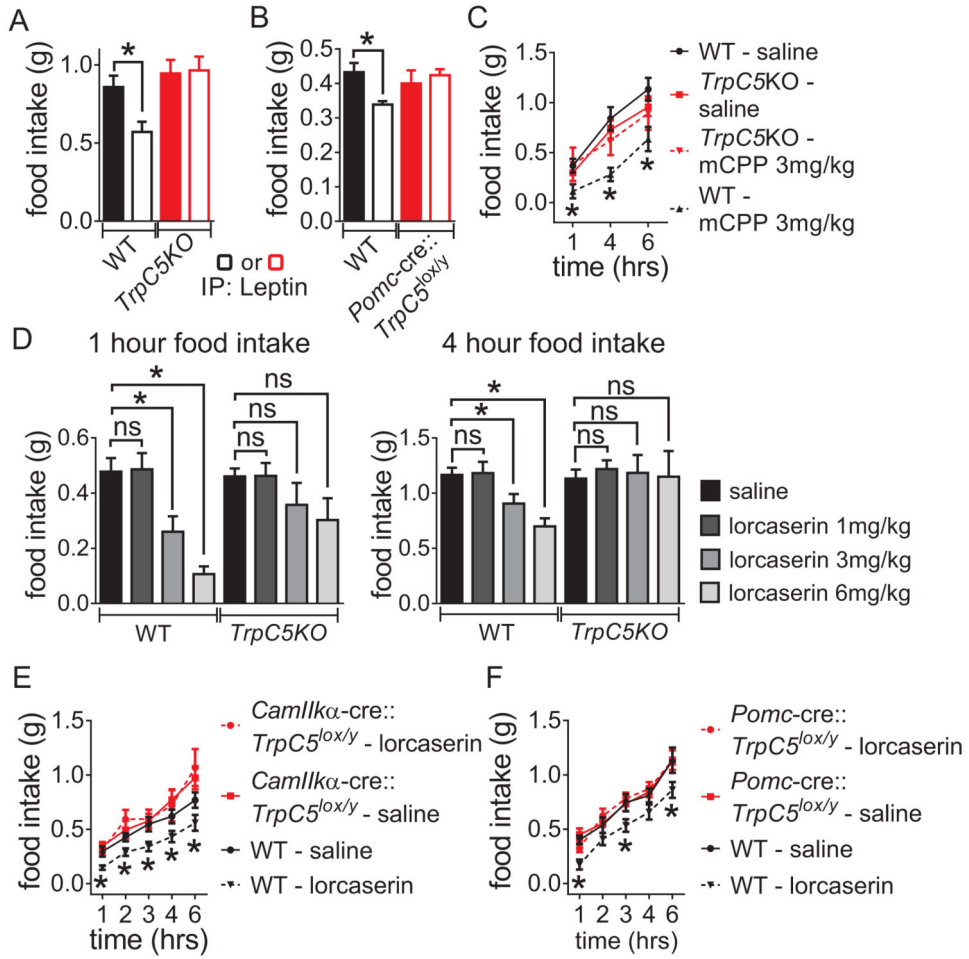 A
food intake (g)
1.0
0.5
0.0
*
WT
TrpC5KO
or
IP: Leptin
B
food intake (g)
0.5
0.4
0.3
0.2
0.1
0.0
*
WT
Pomc-cre::
TrpC5lox/y
C
food intake (g)
1.5
1.0
0.5
0.0
* * *
1 4 6
time (hrs)
WT - saline
TrpC5KO -
saline
TrpC5KO -
mCPP 3mg/kg
WT -
mCPP 3mg/kg
D
1 hour food intake
food intake (g)
0.6
0.4
0.2
0.0
*
*
ns
ns
ns
ns
WT
TrpC5KO
4 hour food intake
food intake (g)
1.5
1.0
0.5
0.0
*
*
ns
ns
ns
ns
WT
TrpC5KO
saline
lorcaserin 1mg/kg
lorcaserin 3mg/kg
lorcaserin 6mg/kg
E
food intake (g)
1.5
1.0
0.5
0.0
* * * * *
1 2 3 4 6
time (hrs)
CamIIkα-cre::
TrpC5lox/y - lorcaserin
CamIIkα-cre::
TrpC5lox/y - saline
WT - saline
WT - lorcaserin
F
food intake (g)
1.5
1.0
0.5
0.0
* * *
1 2 3 4 6
time (hrs)
Pomc-cre::
TrpC5lox/y - lorcaserin
Pomc-cre::
TrpC5lox/y - saline
WT - saline
WT - lorcaserin